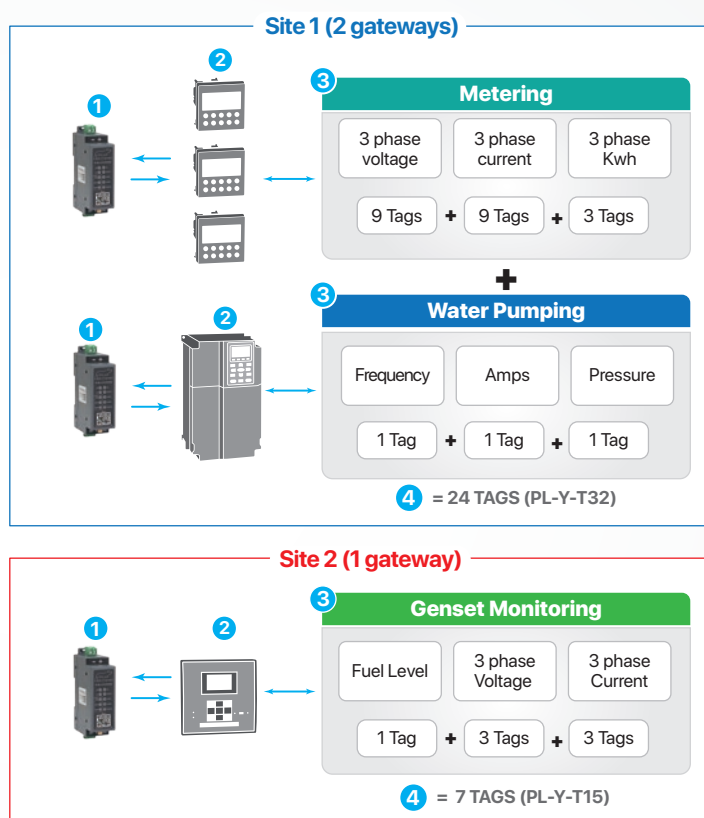 Site 1 (2 gateways)
1
2
3
Metering
3 phase
voltage
3 phase
current
3 phase
Kwh
9 Tags + 9 Tags + 3 Tags
+
1
2
3
Water Pumping
Frequency
Amps
Pressure
1 Tag + 1 Tag + 1 Tag
4 = 24 TAGS (PL-Y-T32)
Site 2 (1 gateway)
1
2
3
Genset Monitoring
Fuel Level
3 phase
Voltage
3 phase
Current
1 Tag + 3 Tags + 3 Tags
4 = 7 TAGS (PL-Y-T15)